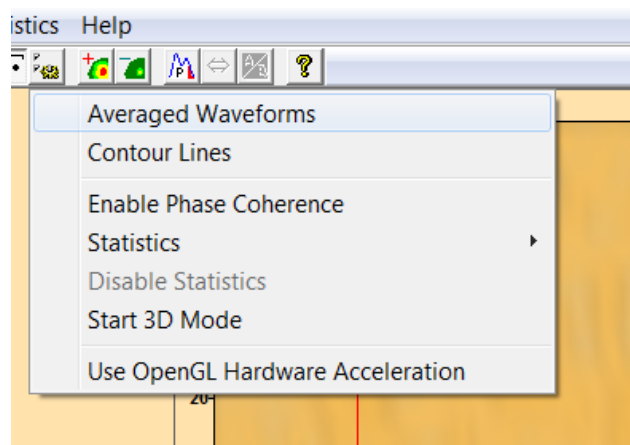 istics Help
Averaged Waveforms
Contour Lines
Enable Phase Coherence
Statistics
Disable Statistics
Start 3D Mode
Use OpenGL Hardware Acceleration
20